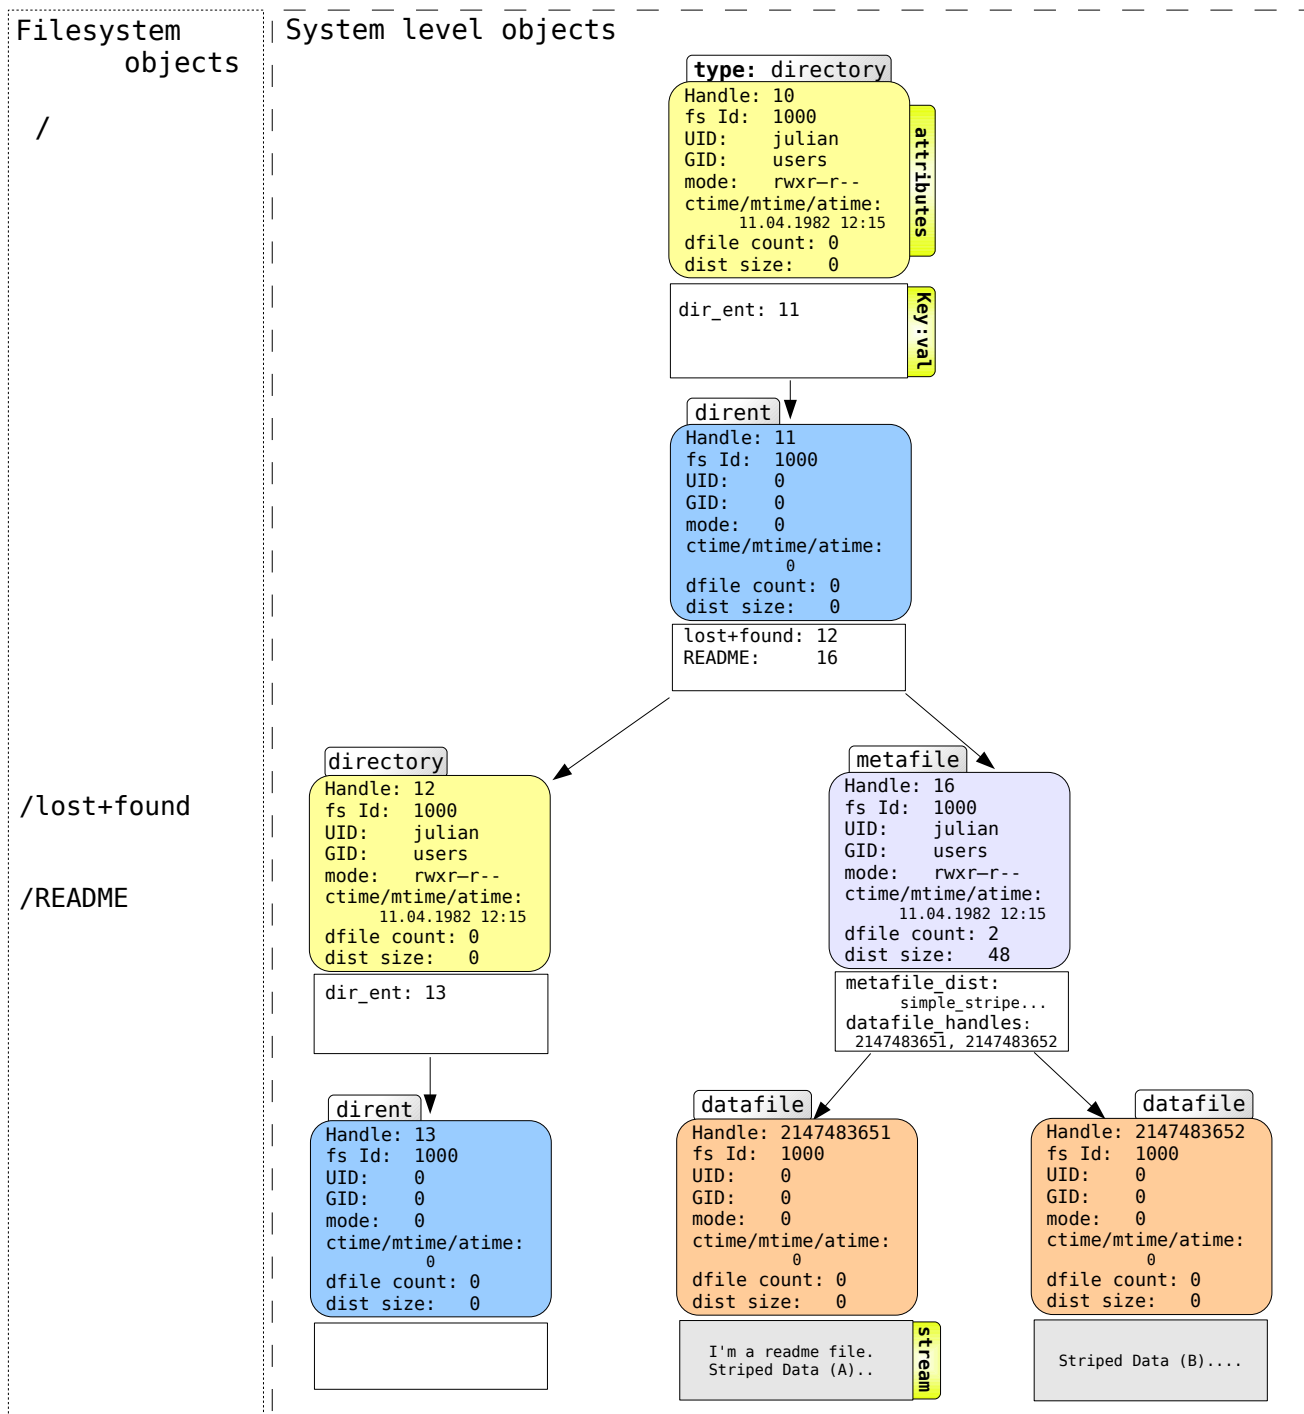 Filesystem
objects
/
/lost+found
/README
System level objects
type: directory
Handle: 10
fs Id: 1000
UID: julian
GID: users
mode: rwxr—r--
ctime/mtime/atime:
11.04.1982 12:15
dfile count: 0
dist size: 0
attributes
dir_ent: 11
Key:val
dirent
Handle: 11
fs Id: 1000
UID: 0
GID: 0
mode: 0
ctime/mtime/atime:
0
dfile count: 0
dist size: 0
lost+found: 12
README: 16
directory
Handle: 12
fs Id: 1000
UID: julian
GID: users
mode: rwxr—r--
ctime/mtime/atime:
11.04.1982 12:15
dfile count: 0
dist size: 0
dir_ent: 13
metafile
Handle: 16
fs Id: 1000
UID: julian
GID: users
mode: rwxr—r--
ctime/mtime/atime:
11.04.1982 12:15
dfile count: 2
dist size: 48
metafile_dist:
simple_stripe...
datafile_handles:
2147483651, 2147483652
dirent
Handle: 13
fs Id: 1000
UID: 0
GID: 0
mode: 0
ctime/mtime/atime:
0
dfile count: 0
dist size: 0
datafile
Handle: 2147483651
fs Id: 1000
UID: 0
GID: 0
mode: 0
ctime/mtime/atime:
0
dfile count: 0
dist size: 0
I'm a readme file.
Striped Data (A)..
stream
datafile
Handle: 2147483652
fs Id: 1000
UID: 0
GID: 0
mode: 0
ctime/mtime/atime:
0
dfile count: 0
dist size: 0
Striped Data (B)....